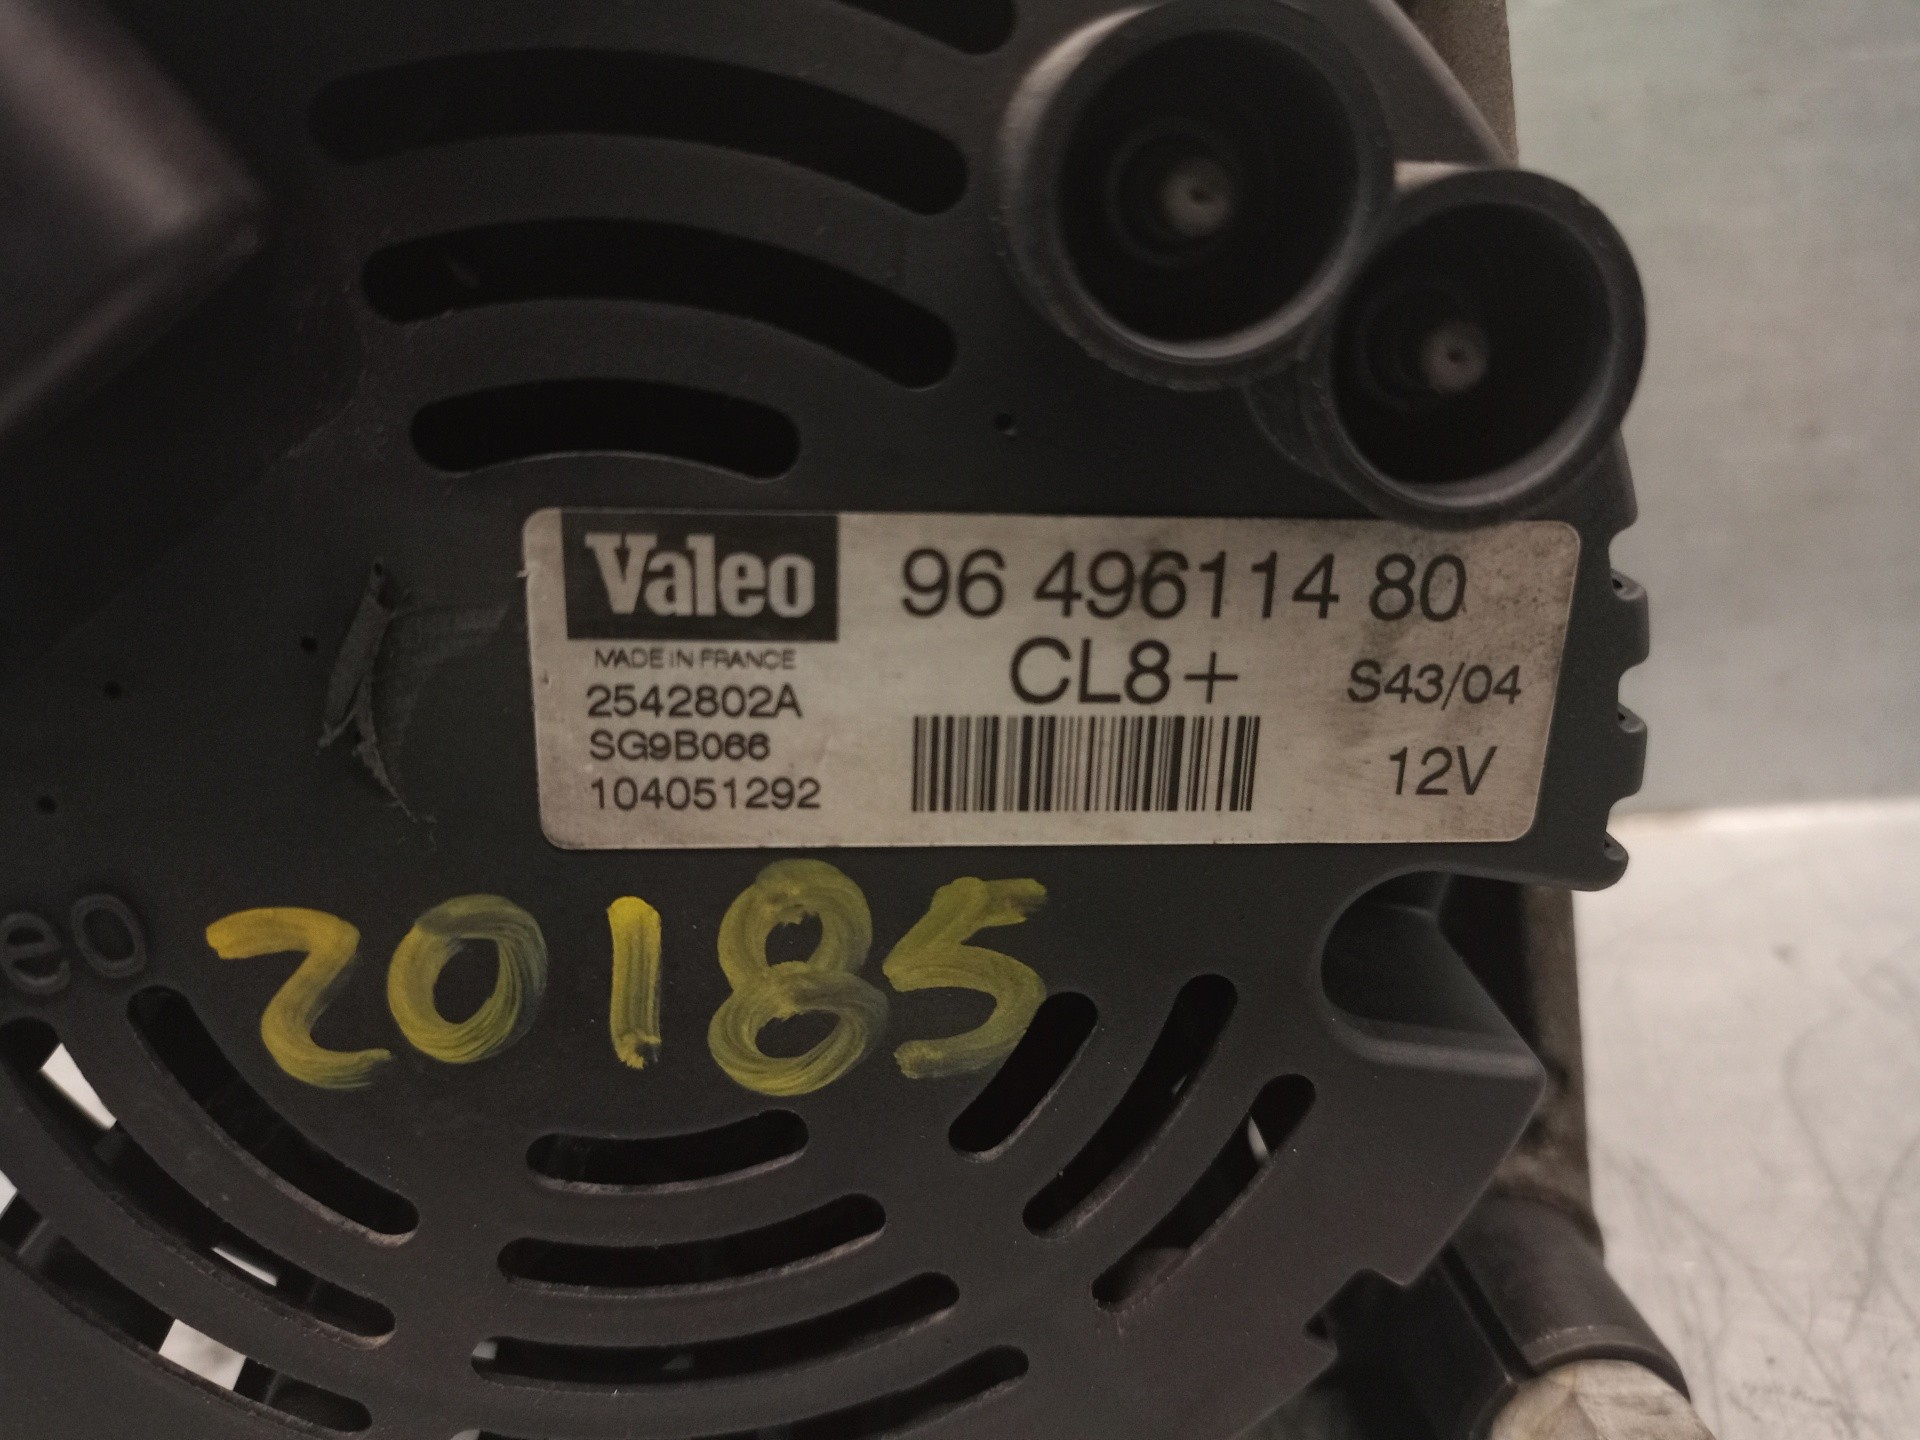 Valeo
96 496114 80
MADE IN FRANCE
CL8+
2542802A
S43/04
SG9B066
12V
104051292
eo
20185